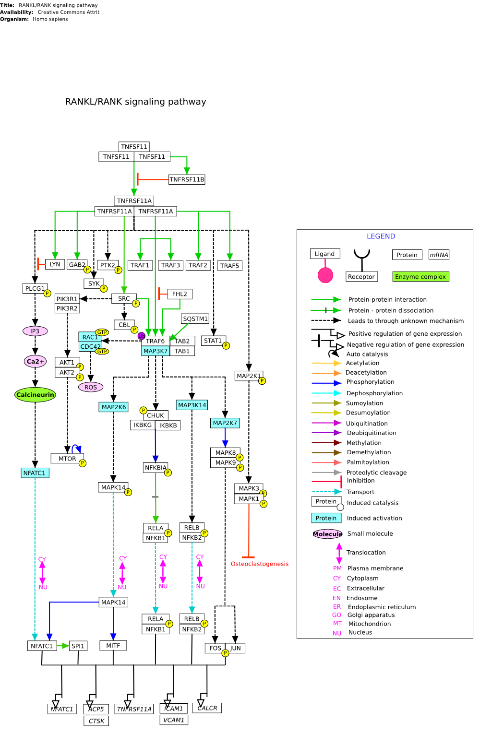 Title: RANKL/RANK signaling pathway
Availability: Creative Commons Attrit
Organism: Homo sapiens
RANKL/RANK signaling pathway
TNFSF11
TNFSF11 TNFSF11
TNFRSF11B
TNFRSF11A
TNFRSF11A TNFRSF11A
LYN GAB2 PTK2 TRAF1 TRAF3 TRAF2 TRAF5
PLCG1 SYK
PIK3R1 SRC FHL2
PIK3R2
CBL SQSTM1
IP3 RAC1 GTP TRAF6 TAB2 STAT1
CDC42 GTP MAP3K7 TAB1
Ca2+ AKT1
AKT2
MAP2K1
Calcineurin ROS
MAP2K6 CHUK MAP3K14
IKBKG IKBKB MAP2K7
MTOR NFKBIA MAPK8
MAPK9
NFATC1 MAPK14 MAPK3
MAPK1
RELA RELB
NFKB1 NFKB2
Osteoclastogenesis
CY CY CY CY
NU NU NU NU
MAPK14
RELA RELB
NFKB1 NFKB2
NFATC1 SPI1 MITF FOS JUN
NFATC1 ACP5 TNFRSF11A ICAM1 CALCR
CTSK VCAM1
LEGEND
Ligand Receptor Protein mRNA
Enzyme complex
Protein-protein interaction
Protein - protein dissociation
Leads to through unknown mechanism
Positive regulation of gene expression
Negative regulation of gene expression
Auto catalysis
Acetylation
Deacetylation
Phosphorylation
Dephosphorylation
Sumoylation
Desumoylation
Ubiquitination
Deubiquitination
Methylation
Demethylation
Palmitoylation
Proteolytic cleavage
Inhibition
Transport
Protein Induced catalysis
Protein Induced activation
Molecule Small molecule
Translocation
PM Plasma membrane
CY Cytoplasm
EC Extracellular
EN Endosome
ER Endoplasmic reticulum
GO Golgi apparatus
MT Mitochondrion
NU Nucleus